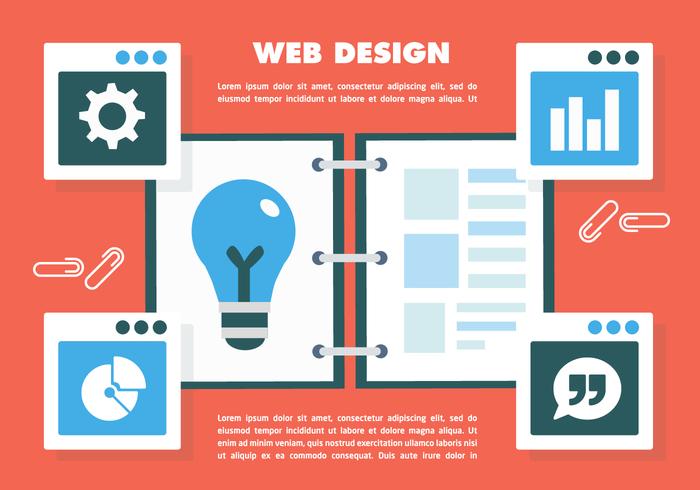 WEB DESIGN
Lorem ipsum dolor sit amet, consectetur adipiscing elit, sed do
eiusmod tempor incididunt ut labore et dolore magna aliqua. Ut
Lorem ipsum dolor sit amet, consectetur adipiscing elit, sed do
eiusmod tempor incididunt ut labore et dolore magna aliqua. Ut
enim ad minim veniam, quis nostrud exercitation ullamco laboris nisi
ut aliquip ex ea commodo consequat. Duis aute irure dolor in